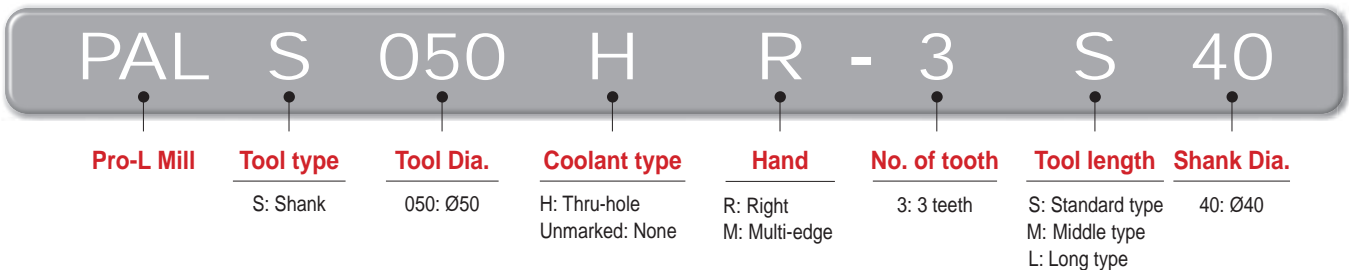 PAL S 050 H R - 3 S 40
Pro-L Mill Tool type Tool Dia. Coolant type Hand No. of tooth Tool length Shank Dia.
S: Shank 050: Ø50 H: Thru-hole R: Right 3: 3 teeth S: Standard type 40: Ø40
Unmarked: None M: Multi-edge M: Middle type
L: Long type